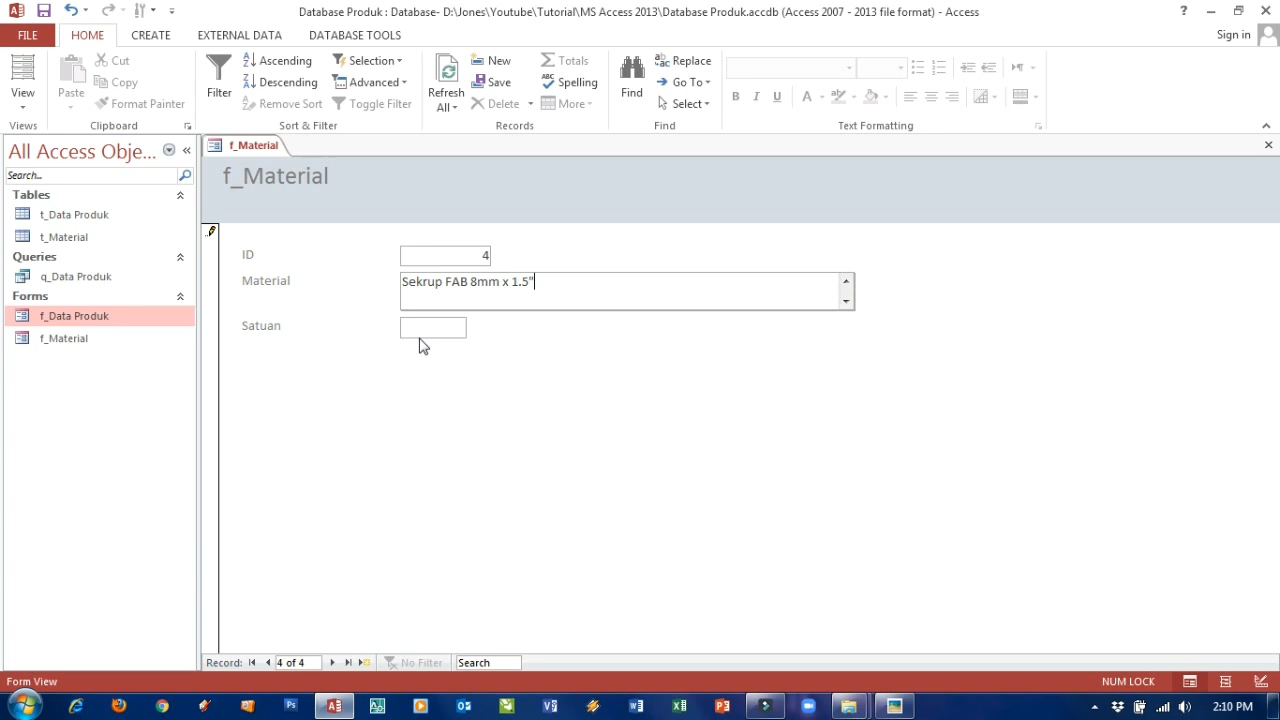 Database Produk : Database- D:\Jorens\Youtube\Tutorial\MS Access 2013\Database Produk.accdb (Access 2007 - 2013 file format) - Access
FILE HOME CREATE EXTERNAL DATA DATABASE TOOLS Sign in
View
Views
Paste
Cut
Copy
Format Painter
Clipboard
Filter
Ascending
Descending
Remove Sort
Selection
Advanced
Toggle Filter
Sort & Filter
Refresh
All
New
Save
Delete
Totals
Spelling
More
Records
Find
Replace
Go To
Select
Find
B I U A
Text Formatting
All Access Obje...
Search...
Tables
t_Data Produk
t_Material
Queries
q_Data Produk
Forms
f_Data Produk
f_Material
f_Material
f_Material
ID 4
Material Sekrup FAB 8mm x 1.5"
Satuan
Record: 4 of 4 No Filter Search
Form View NUM LOCK
2:10 PM